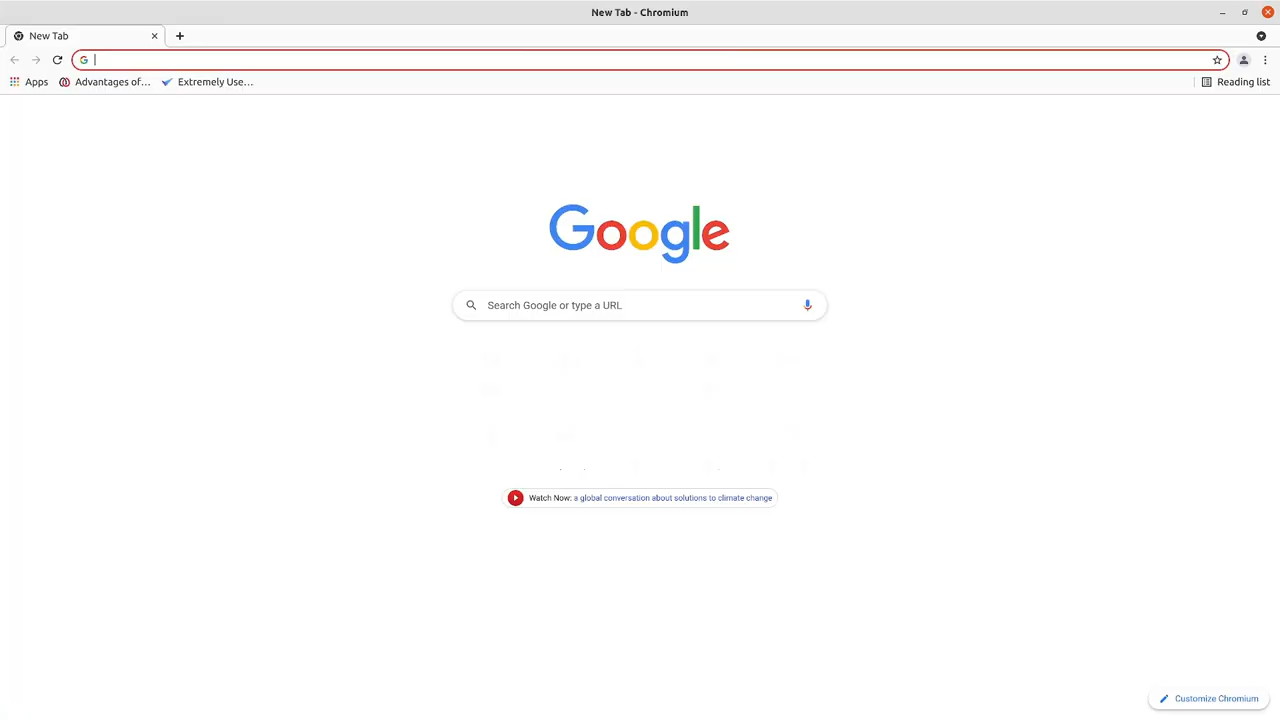 New Tab - Chromium
New Tab
Apps
Advantages of...
Extremely Use...
Reading list
Google
Search Google or type a URL
Watch Now: a global conversation about solutions to climate change
Customize Chromium